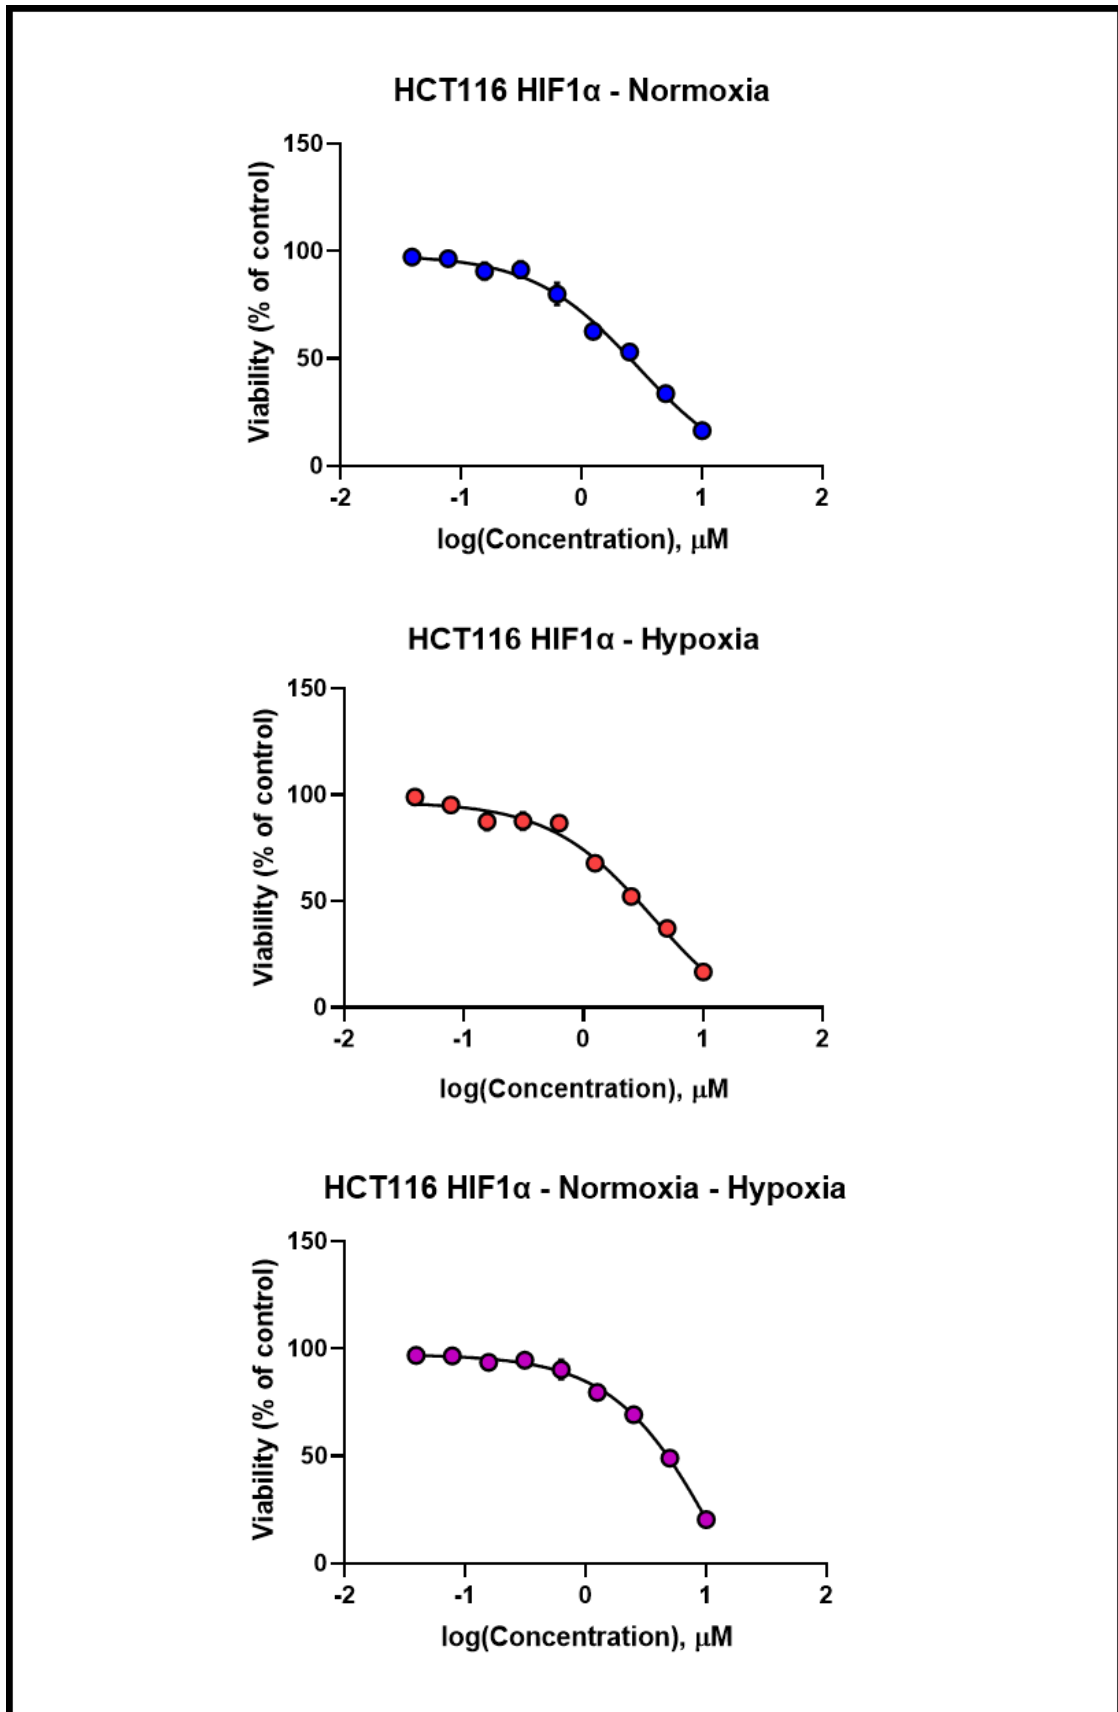 HCT116 HIF1α - Normoxia
150
100
50
0
Viability (% of control)
-2 -1 0 1 2
log(Concentration), μM
HCT116 HIF1α - Hypoxia
150
100
50
0
Viability (% of control)
-2 -1 0 1 2
log(Concentration), μM
HCT116 HIF1α - Normoxia - Hypoxia
150
100
50
0
Viability (% of control)
-2 -1 0 1 2
log(Concentration), μM